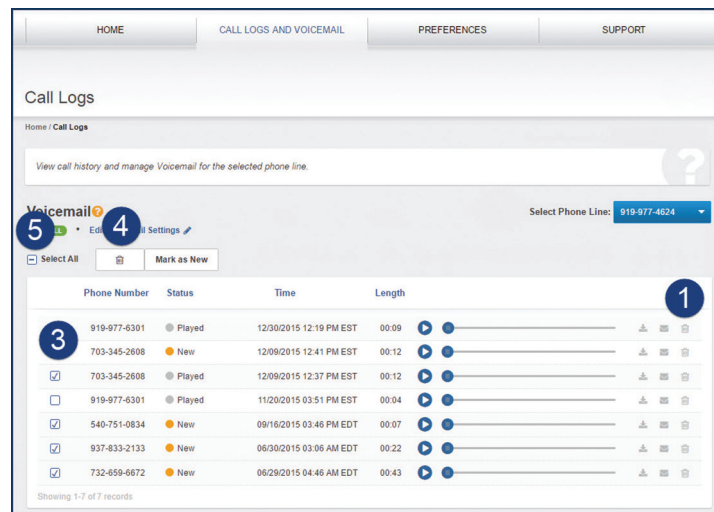 HOME CALL LOGS AND VOICEMAIL PREFERENCES SUPPORT
Call Logs
Home / Call Logs
View call history and manage Voicemail for the selected phone line.
?
Voicemail ? Select Phone Line: 919-977-4624
5 • 4 Settings
Select All Mark as New
Phone Number Status Time Length 1
919-977-6301 Played 12/30/2015 12:19 PM EST 00:09
3
703-345-2608 New 12/09/2015 12:41 PM EST 00:12
703-345-2608 Played 12/09/2015 12:37 PM EST 00:12
919-977-6301 Played 11/20/2015 03:51 PM EST 00:04
540-751-0834 New 09/16/2015 03:46 PM EDT 00:07
937-833-2133 New 06/30/2015 03:06 AM EDT 00:22
732-659-6672 New 06/29/2015 04:46 AM EDT 00:43
Showing 1-7 of 7 records